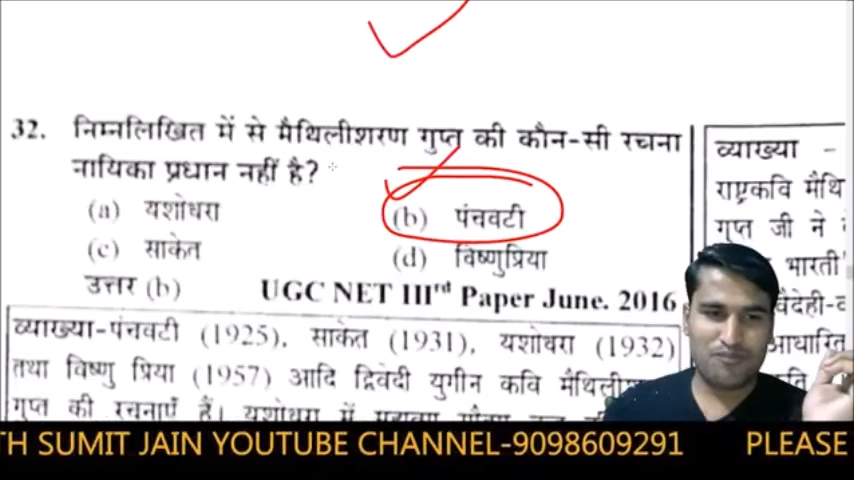 32. निम्नलिखित में से मैथिलीशरण गुप्त की कौन-सी रचना
नायिका प्रधान नहीं है?
(a) यशोधरा (b) पंचवटी
(c) साकेत (d) विष्णुप्रिया
उत्तर (b) UGC NET IIIrd Paper June. 2016
व्याख्या-पंचवटी (1925), साकेत (1931), यशोधरा (1932)
तथा विष्णु प्रिया (1957) आदि द्विवेदी युगीन कवि
गुप्त की रचनाएँ हैं। यशोधरा में
व्याख्या -
राष्ट्रकवि
गुप्त जी ने
भारती
TH SUMIT JAIN YOUTUBE CHANNEL-9098609291 PLEASE